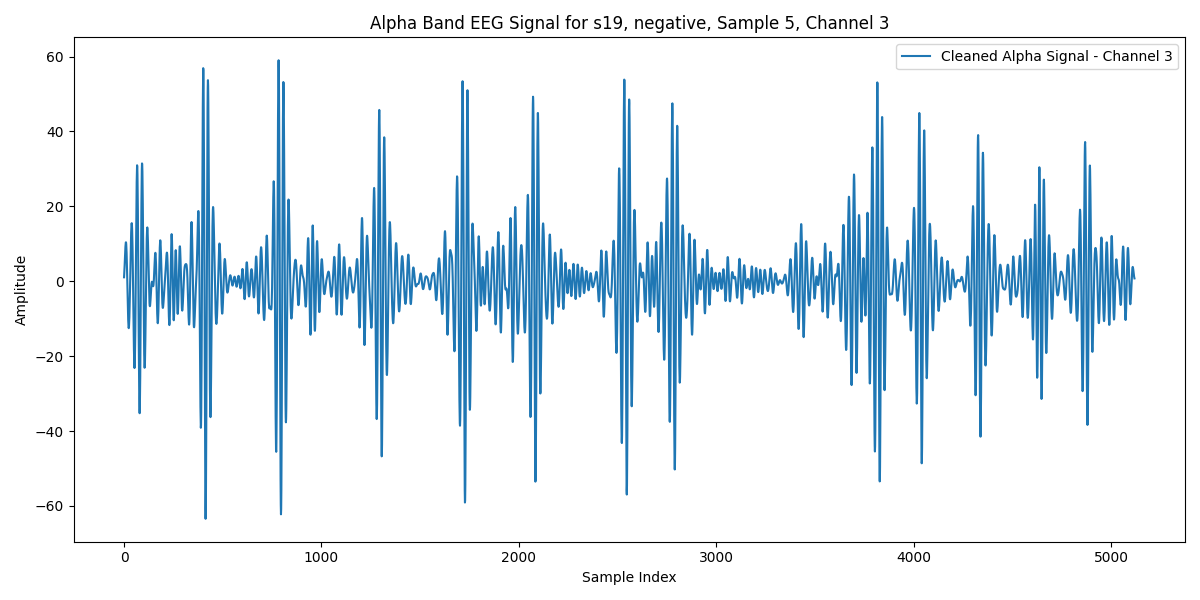 Alpha Band EEG Signal for s19, negative, Sample 5, Channel 3
Cleaned Alpha Signal - Channel 3
Amplitude
60
40
20
0
−20
−40
−60
0 1000 2000 3000 4000 5000
Sample Index